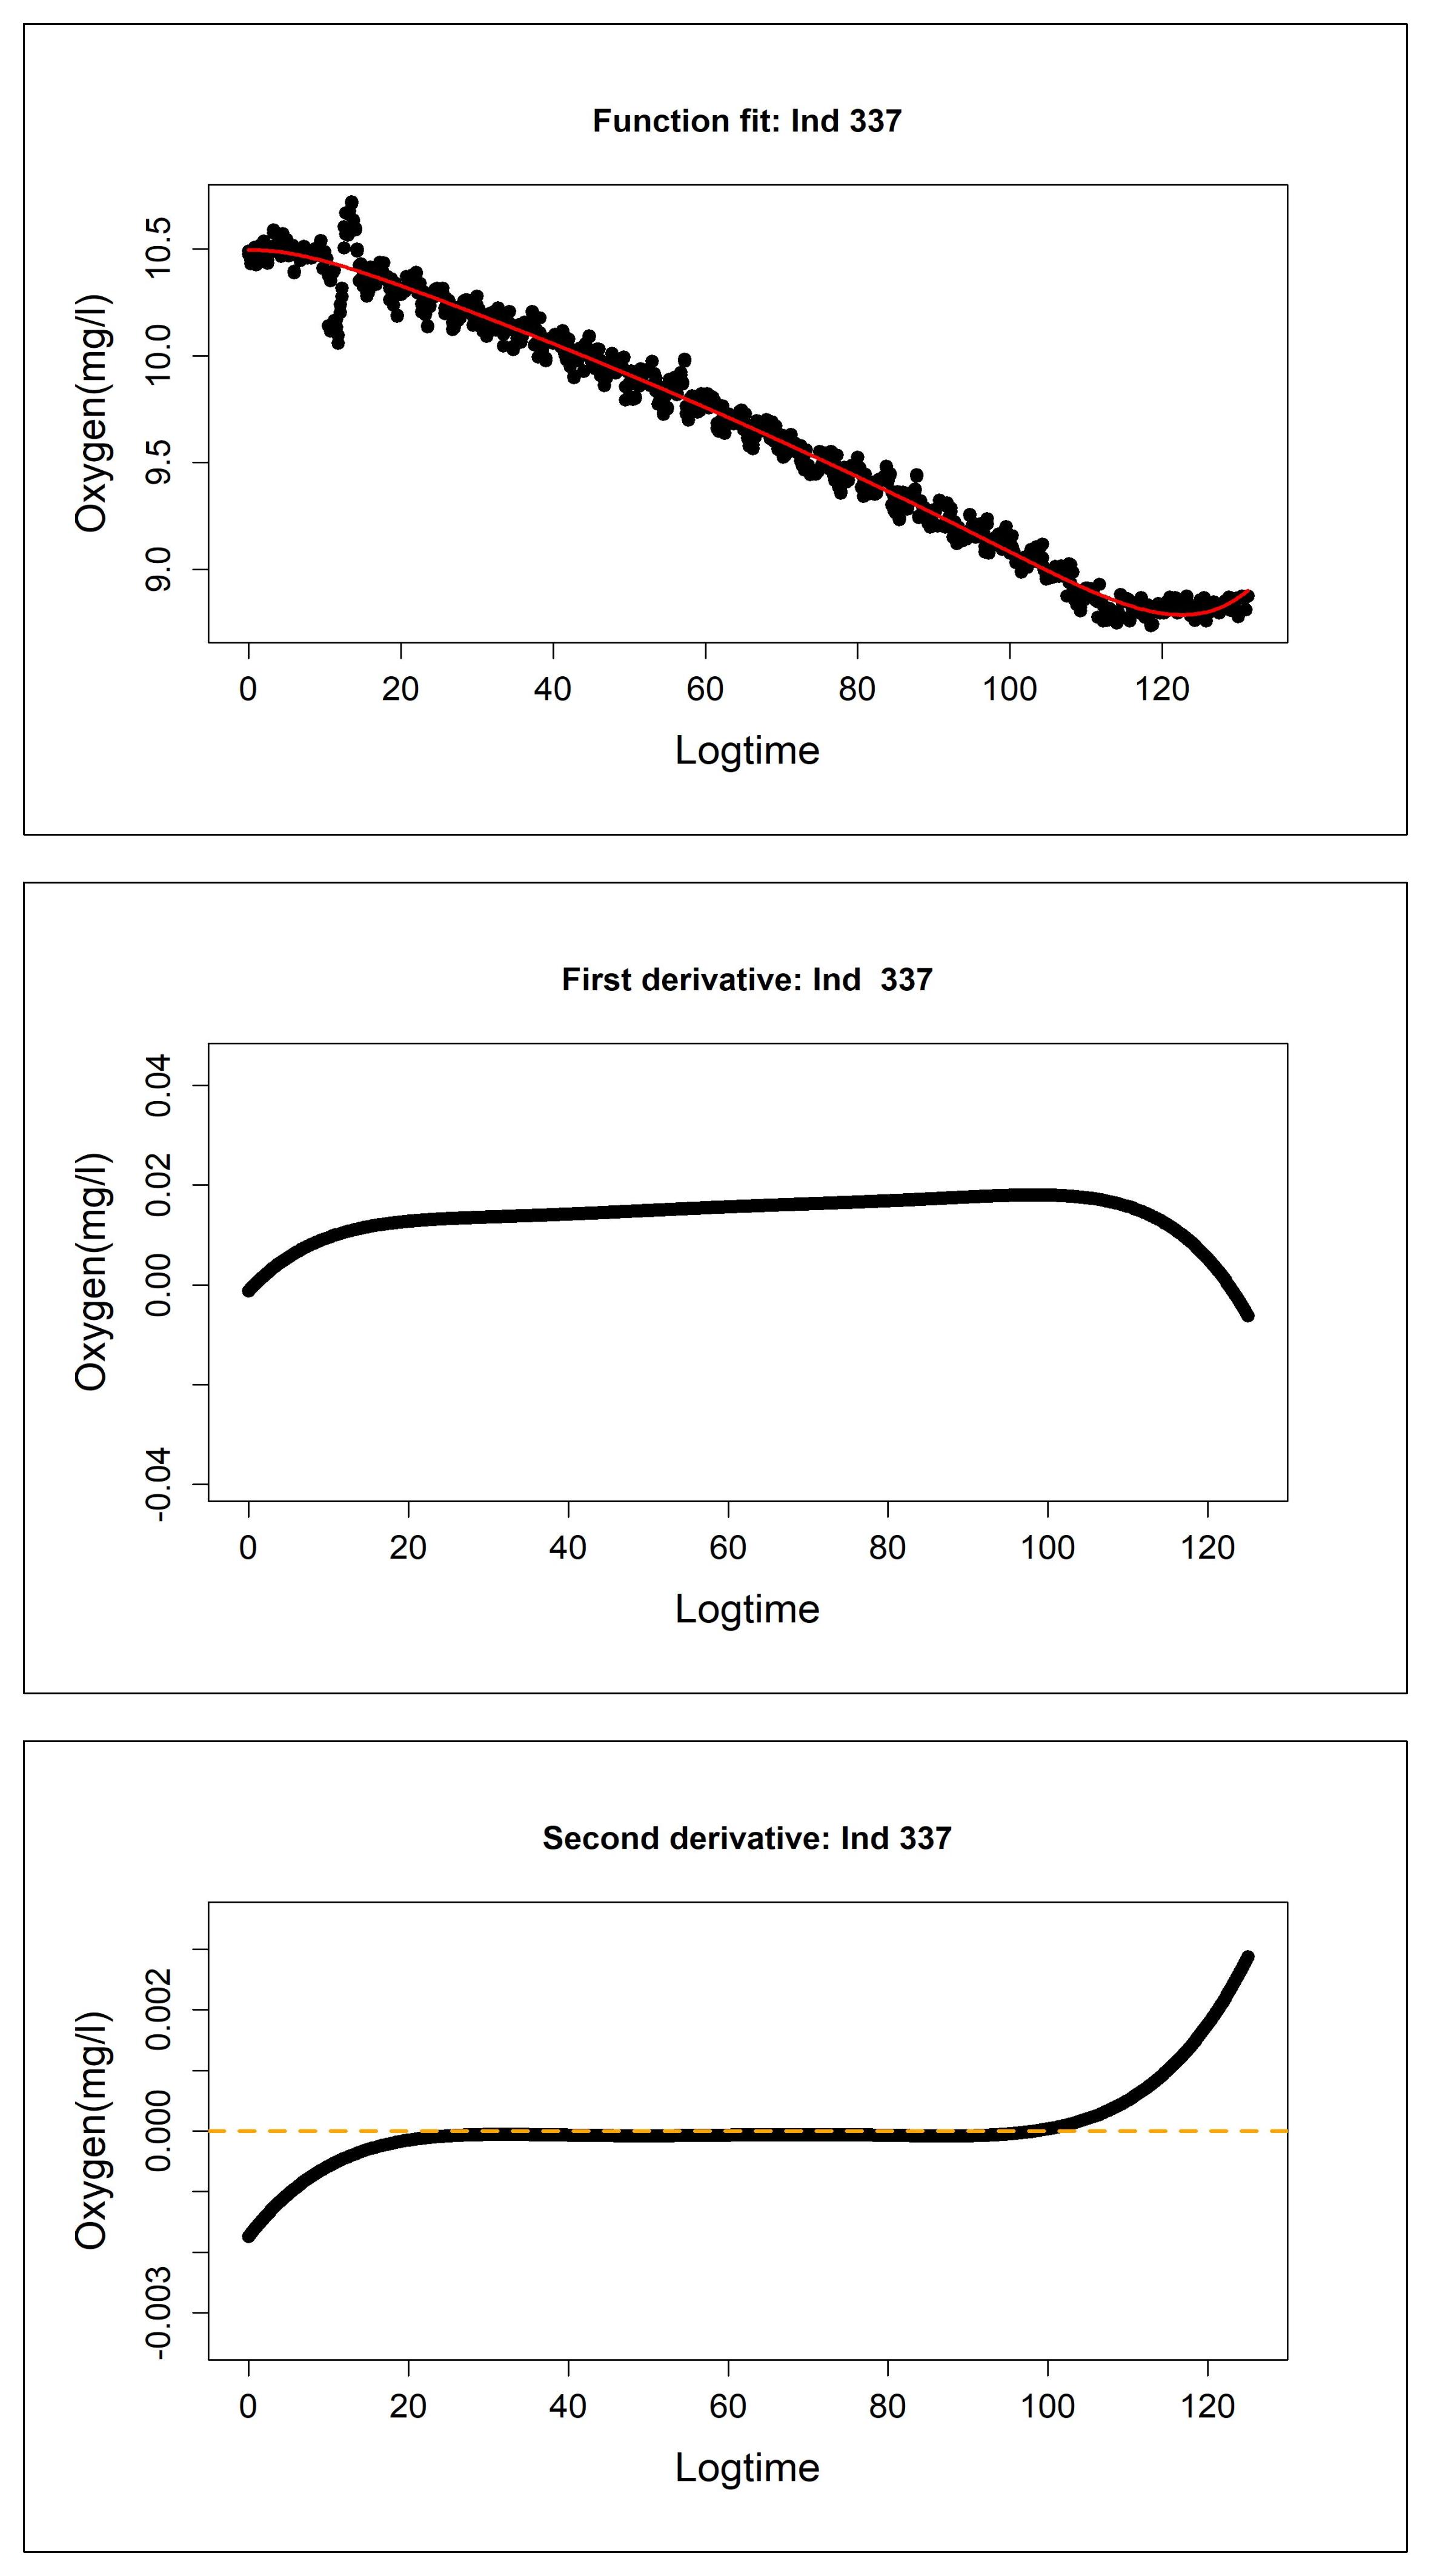 Function fit: Ind 337
Oxygen(mg/l)
10.5
10.0
9.5
9.0
0 20 40 60 80 100 120
Logtime
First derivative: Ind  337
Oxygen(mg/l)
0.04
0.02
0.00
-0.04
0 20 40 60 80 100 120
Logtime
Second derivative: Ind 337
Oxygen(mg/l)
0.002
0.000
-0.003
0 20 40 60 80 100 120
Logtime